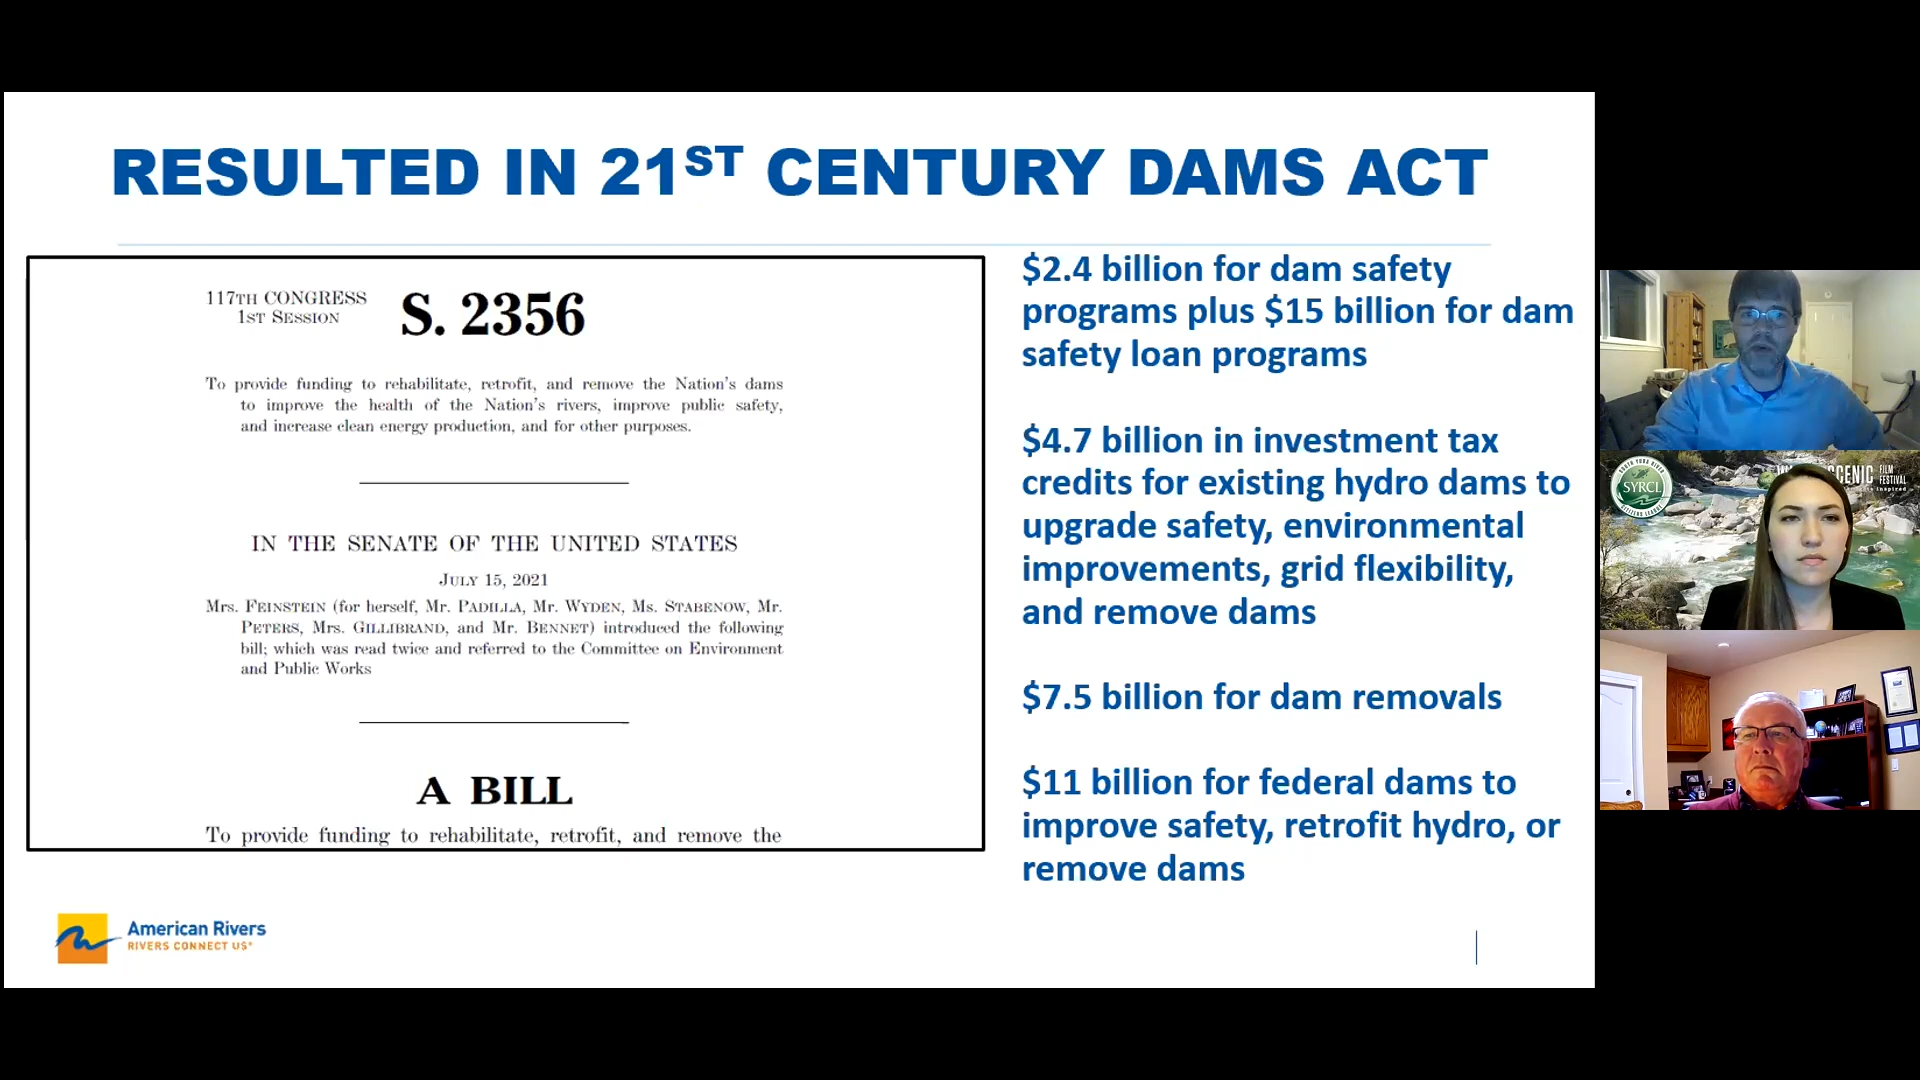 RESULTED IN 21ST CENTURY DAMS ACT
117TH CONGRESS
1ST SESSION
S. 2356
To provide funding to rehabilitate, retrofit, and remove the Nation's dams
to improve the health of the Nation's rivers, improve public safety,
and increase clean energy production, and for other purposes.
IN THE SENATE OF THE UNITED STATES
JULY 15, 2021
Mrs. FEINSTEIN (for herself, Mr. PADILLA, Mr. WYDEN, Ms. STABENOW, Mr.
PETERS, Mrs. GILLIBRAND, and Mr. BENNET) introduced the following
bill; which was read twice and referred to the Committee on Environment
and Public Works
A BILL
To provide funding to rehabilitate, retrofit, and remove the
$2.4 billion for dam safety
programs plus $15 billion for dam
safety loan programs
$4.7 billion in investment tax
credits for existing hydro dams to
upgrade safety, environmental
improvements, grid flexibility,
and remove dams
$7.5 billion for dam removals
$11 billion for federal dams to
improve safety, retrofit hydro, or
remove dams
American Rivers
RIVERS CONNECT US®
SOUTH YUBA RIVER
SYRCL
CITIZENS LEAGUE
SCENIC
FILM
FESTIVAL